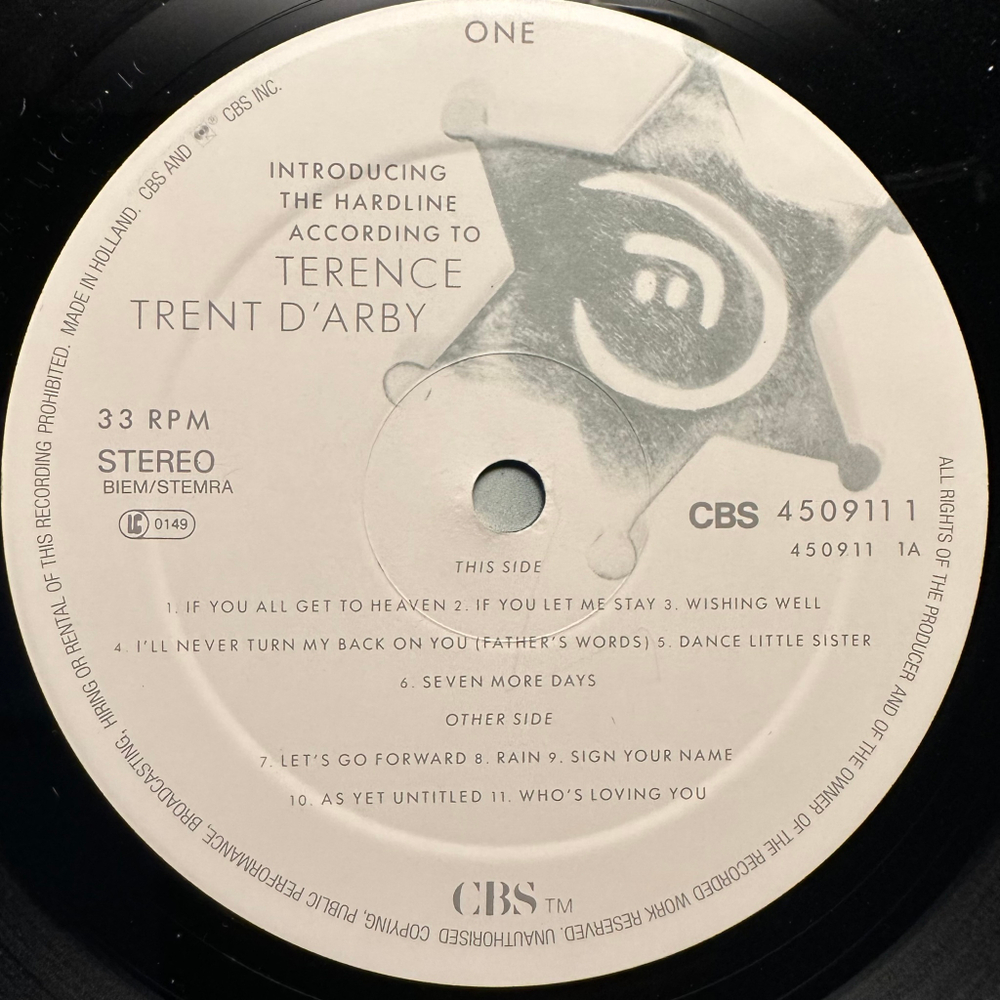 ONE
INTRODUCING
THE HARDLINE
ACCORDING TO
TERENCE
TRENT D'ARBY
33 RPM
STEREO
BIEM/STEMRA
LC 0149
CBS 450911 1
450911 1A
THIS SIDE
1. IF YOU ALL GET TO HEAVEN 2. IF YOU LET ME STAY 3. WISHING WELL
4. I'LL NEVER TURN MY BACK ON YOU (FATHER'S WORDS) 5. DANCE LITTLE SISTER
6. SEVEN MORE DAYS
OTHER SIDE
7. LET'S GO FORWARD 8. RAIN 9. SIGN YOUR NAME
10. AS YET UNTITLED 11. WHO'S LOVING YOU
CBS TM
ALL RIGHTS OF THE PRODUCER AND OF THE OWNER OF THE RECORDED WORK RESERVED. UNAUTHORISED COPYING, PUBLIC PERFORMANCE, BROADCASTING, HIRING OR RENTAL OF THIS RECORDING PROHIBITED. MADE IN HOLLAND. CBS AND ® CBS INC.